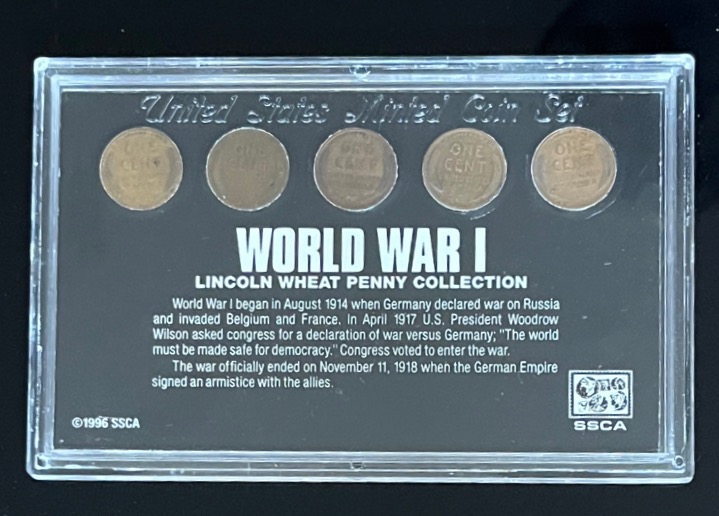 United States Minted Coin Set
ONE CENT
ONE CENT
ONE CENT
ONE CENT
WORLD WAR I
LINCOLN WHEAT PENNY COLLECTION
World War I began in August 1914 when Germany declared war on Russia
and invaded Belgium and France. In April 1917 U.S. President Woodrow
Wilson asked congress for a declaration of war versus Germany; "The world
must be made safe for democracy." Congress voted to enter the war.
The war officially ended on November 11, 1918 when the German Empire
signed an armistice with the allies.
©1996 SSCA
SSCA